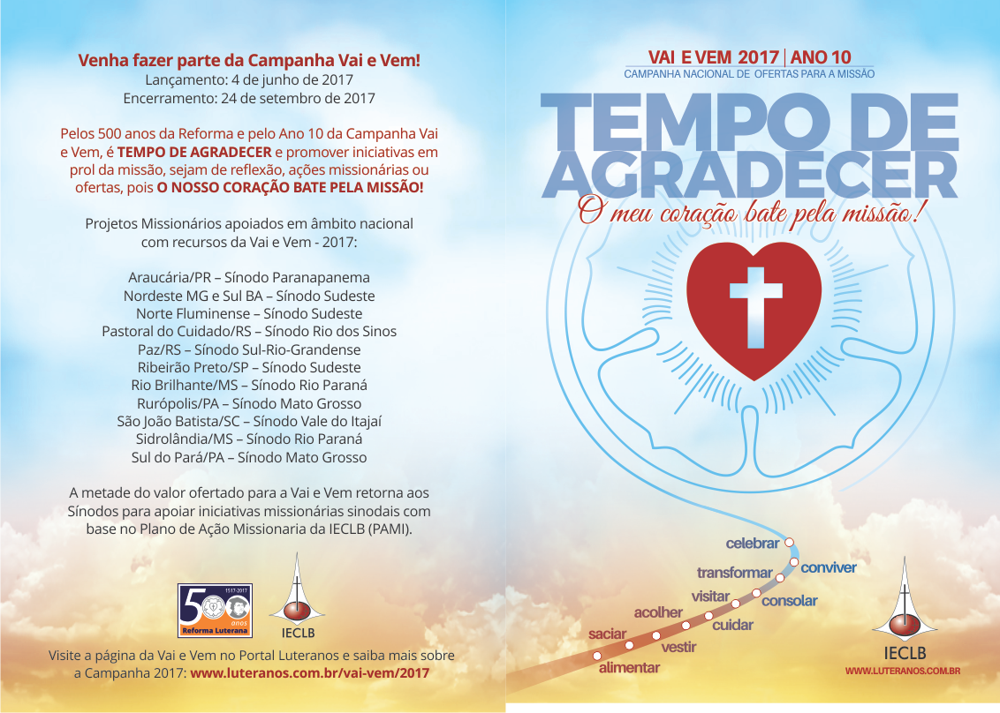 Venha fazer parte da Campanha Vai e Vem!
Lançamento: 4 de junho de 2017
Encerramento: 24 de setembro de 2017
Pelos 500 anos da Reforma e pelo Ano 10 da Campanha Vai
e Vem, é TEMPO DE AGRADECER e promover iniciativas em
prol da missão, sejam de reflexão, ações missionárias ou
ofertas, pois O NOSSO CORAÇÃO BATE PELA MISSÃO!
Projetos Missionários apoiados em âmbito nacional
com recursos da Vai e Vem - 2017:
Araucária/PR – Sínodo Paranapanema
Nordeste MG e Sul BA – Sínodo Sudeste
Norte Fluminense – Sínodo Sudeste
Pastoral do Cuidado/RS – Sínodo Rio dos Sinos
Paz/RS – Sínodo Sul-Rio-Grandense
Ribeirão Preto/SP – Sínodo Sudeste
Rio Brilhante/MS – Sínodo Rio Paraná
Rurópolis/PA – Sínodo Mato Grosso
São João Batista/SC – Sínodo Vale do Itajaí
Sidrolândia/MS – Sínodo Rio Paraná
Sul do Pará/PA – Sínodo Mato Grosso
A metade do valor ofertado para a Vai e Vem retorna aos
Sínodos para apoiar iniciativas missionárias sinodais com
base no Plano de Ação Missionaria da IECLB (PAMI).
1517-2017
500
anos
Reforma Luterana
IECLB
Visite a página da Vai e Vem no Portal Luteranos e saiba mais sobre
a Campanha 2017: www.luteranos.com.br/vai-vem/2017
VAI E VEM 2017 | ANO 10
CAMPANHA NACIONAL DE OFERTAS PARA A MISSÃO
TEMPO DE
AGRADECER
O meu coração bate pela missão!
celebrar
conviver
transformar
consolar
visitar
cuidar
acolher
vestir
saciar
alimentar
IECLB
WWW.LUTERANOS.COM.BR